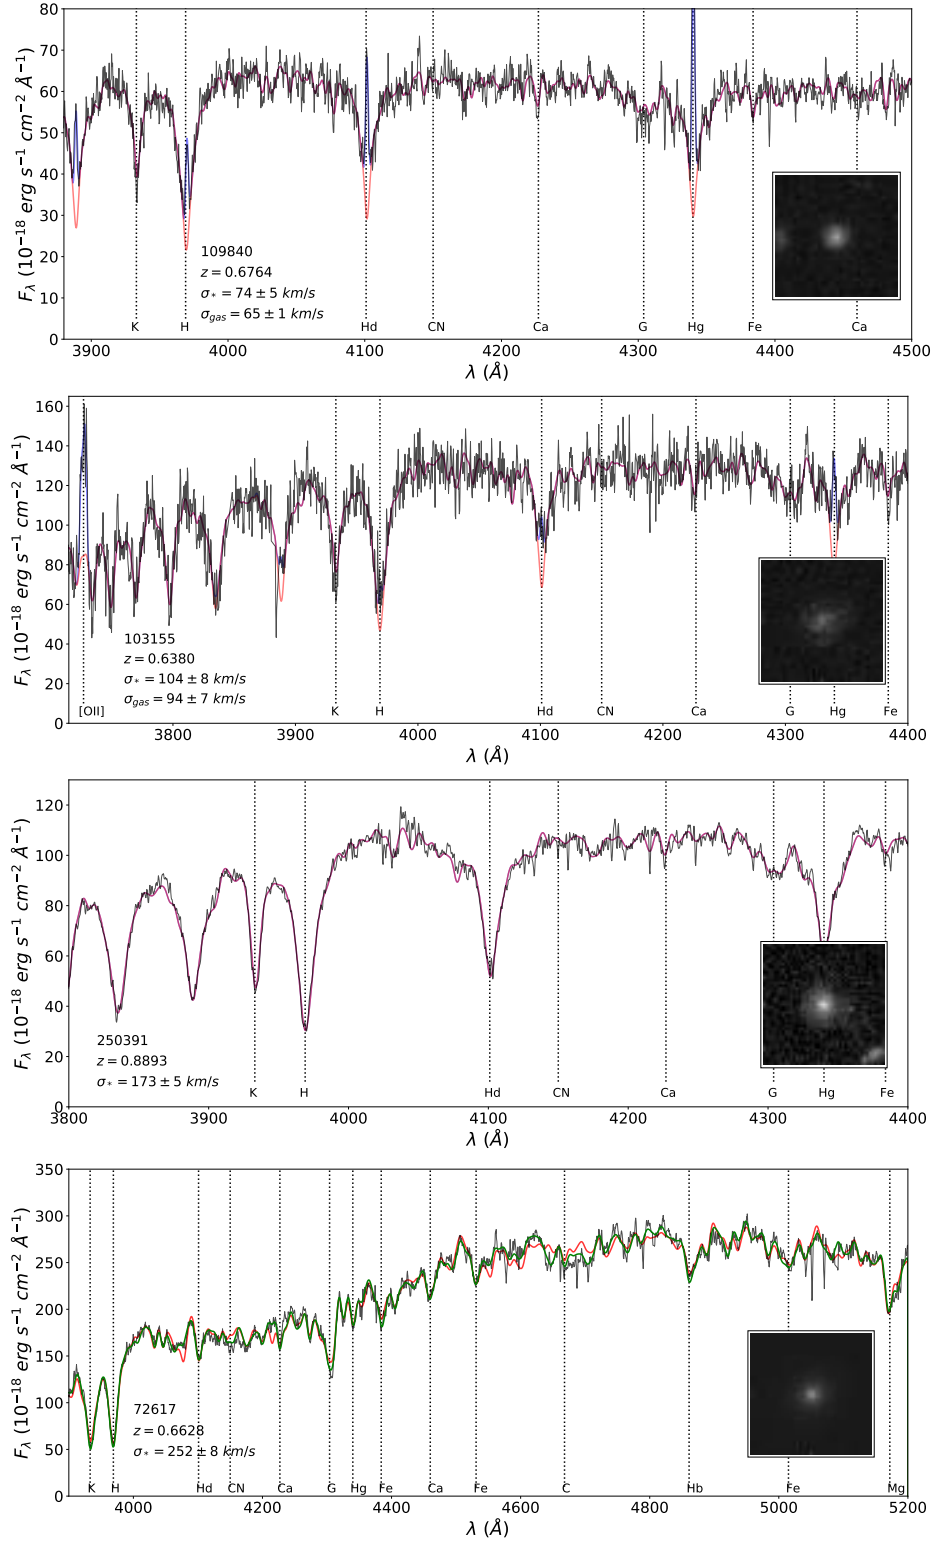 80
70
60
50
40
30
20
10
0
F_λ (10⁻¹⁸ erg s⁻¹ cm⁻² Å⁻¹)
109840
z = 0.6764
σ* = 74 ± 5 km/s
σ_gas = 65 ± 1 km/s
K H Hd CN Ca G Hg Fe Ca
3900 4000 4100 4200 4300 4400 4500
λ (Å)
160
140
120
100
80
60
40
20
0
F_λ (10⁻¹⁸ erg s⁻¹ cm⁻² Å⁻¹)
103155
z = 0.6380
σ* = 104 ± 8 km/s
σ_gas = 94 ± 7 km/s
[OII] K H Hd CN Ca G Hg Fe
3800 3900 4000 4100 4200 4300 4400
λ (Å)
120
100
80
60
40
20
0
F_λ (10⁻¹⁸ erg s⁻¹ cm⁻² Å⁻¹)
250391
z = 0.8893
σ* = 173 ± 5 km/s
K H Hd CN Ca G Hg Fe
3800 3900 4000 4100 4200 4300 4400
λ (Å)
350
300
250
200
150
100
50
0
F_λ (10⁻¹⁸ erg s⁻¹ cm⁻² Å⁻¹)
72617
z = 0.6628
σ* = 252 ± 8 km/s
K H Hd CN Ca G Hg Fe Ca Fe C Hb Fe Mg
4000 4200 4400 4600 4800 5000 5200
λ (Å)